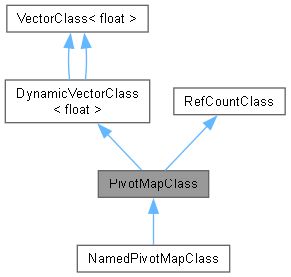 VectorClass< float >
DynamicVectorClass
< float >
RefCountClass
PivotMapClass
NamedPivotMapClass